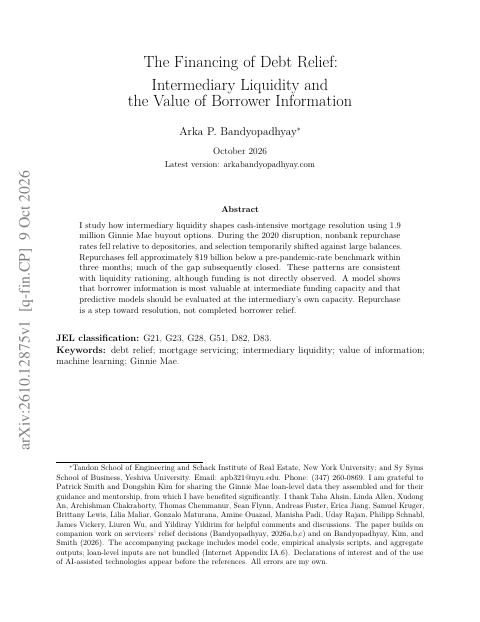 The Financing of Debt Relief:
Intermediary Liquidity and
the Value of Borrower Information
Arka P. Bandyopadhyay*
October 2026
Latest version: arkabandyopadhyay.com
Abstract
I study how intermediary liquidity shapes cash-intensive mortgage resolution using 1.9
million Ginnie Mae buyout options. During the 2020 disruption, nonbank repurchase
rates fell relative to depositories, and selection temporarily shifted against large balances.
Repurchases fell approximately $19 billion below a pre-pandemic-rate benchmark within
three months; much of the gap subsequently closed. These patterns are consistent
with liquidity rationing, although funding is not directly observed. A model shows
that borrower information is most valuable at intermediate funding capacity and that
predictive models should be evaluated at the intermediary's own capacity. Repurchase
is a step toward resolution, not completed borrower relief.
JEL classification: G21, G23, G28, G51, D82, D83.
Keywords: debt relief; mortgage servicing; intermediary liquidity; value of information;
machine learning; Ginnie Mae.
*Tandon School of Engineering and Schack Institute of Real Estate, New York University; and Sy Syms
School of Business, Yeshiva University. Email: apb321@nyu.edu. Phone: (347) 260-0869. I am grateful to
Patrick Smith and Dongshin Kim for sharing the Ginnie Mae loan-level data they assembled and for their
guidance and mentorship, from which I have benefited significantly. I thank Taha Ahsin, Linda Allen, Xudong
An, Archishman Chakraborty, Thomas Chemmanur, Sean Flynn, Andreas Fuster, Erica Jiang, Samuel Kruger,
Brittany Lewis, Lilia Maliar, Gonzalo Maturana, Amine Ouazad, Manisha Padi, Uday Rajan, Philipp Schnabl,
James Vickery, Liuren Wu, and Yildiray Yildirim for helpful comments and discussions. The paper builds on
companion work on servicers' relief decisions (Bandyopadhyay, 2026a,b,c) and on Bandyopadhyay, Kim, and
Smith (2026). The accompanying package includes model code, empirical analysis scripts, and aggregate
outputs; loan-level inputs are not bundled (Internet Appendix IA.6). Declarations of interest and of the use
of AI-assisted technologies appear before the references. All errors are my own.
arXiv:2610.12875v1 [q-fin.CP] 9 Oct 2026